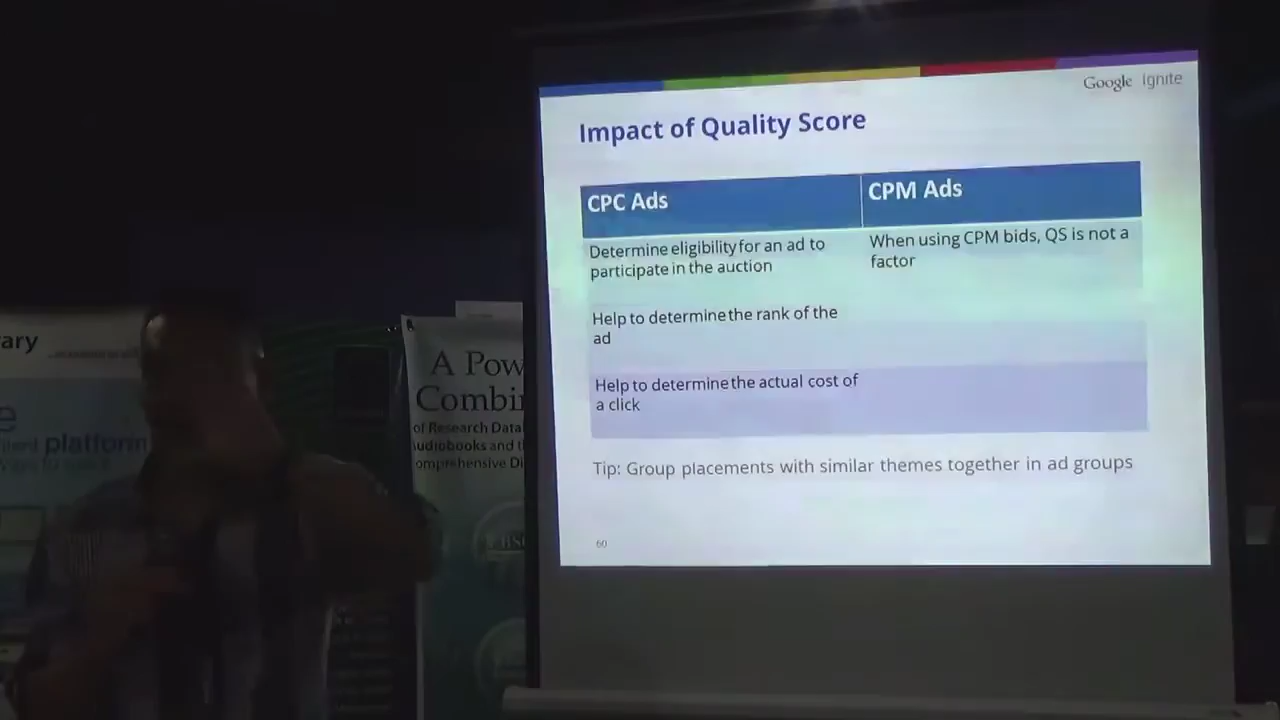 Google Ignite
Impact of Quality Score
CPC Ads
CPM Ads
Determine eligibility for an ad to
participate in the auction
When using CPM bids, QS is not a
factor
Help to determine the rank of the
ad
Help to determine the actual cost of
a click
Tip: Group placements with similar themes together in ad groups
60
ary
e
platform
A Pow
Combi
of Research Data
udiobooks and t
omprehensive Di